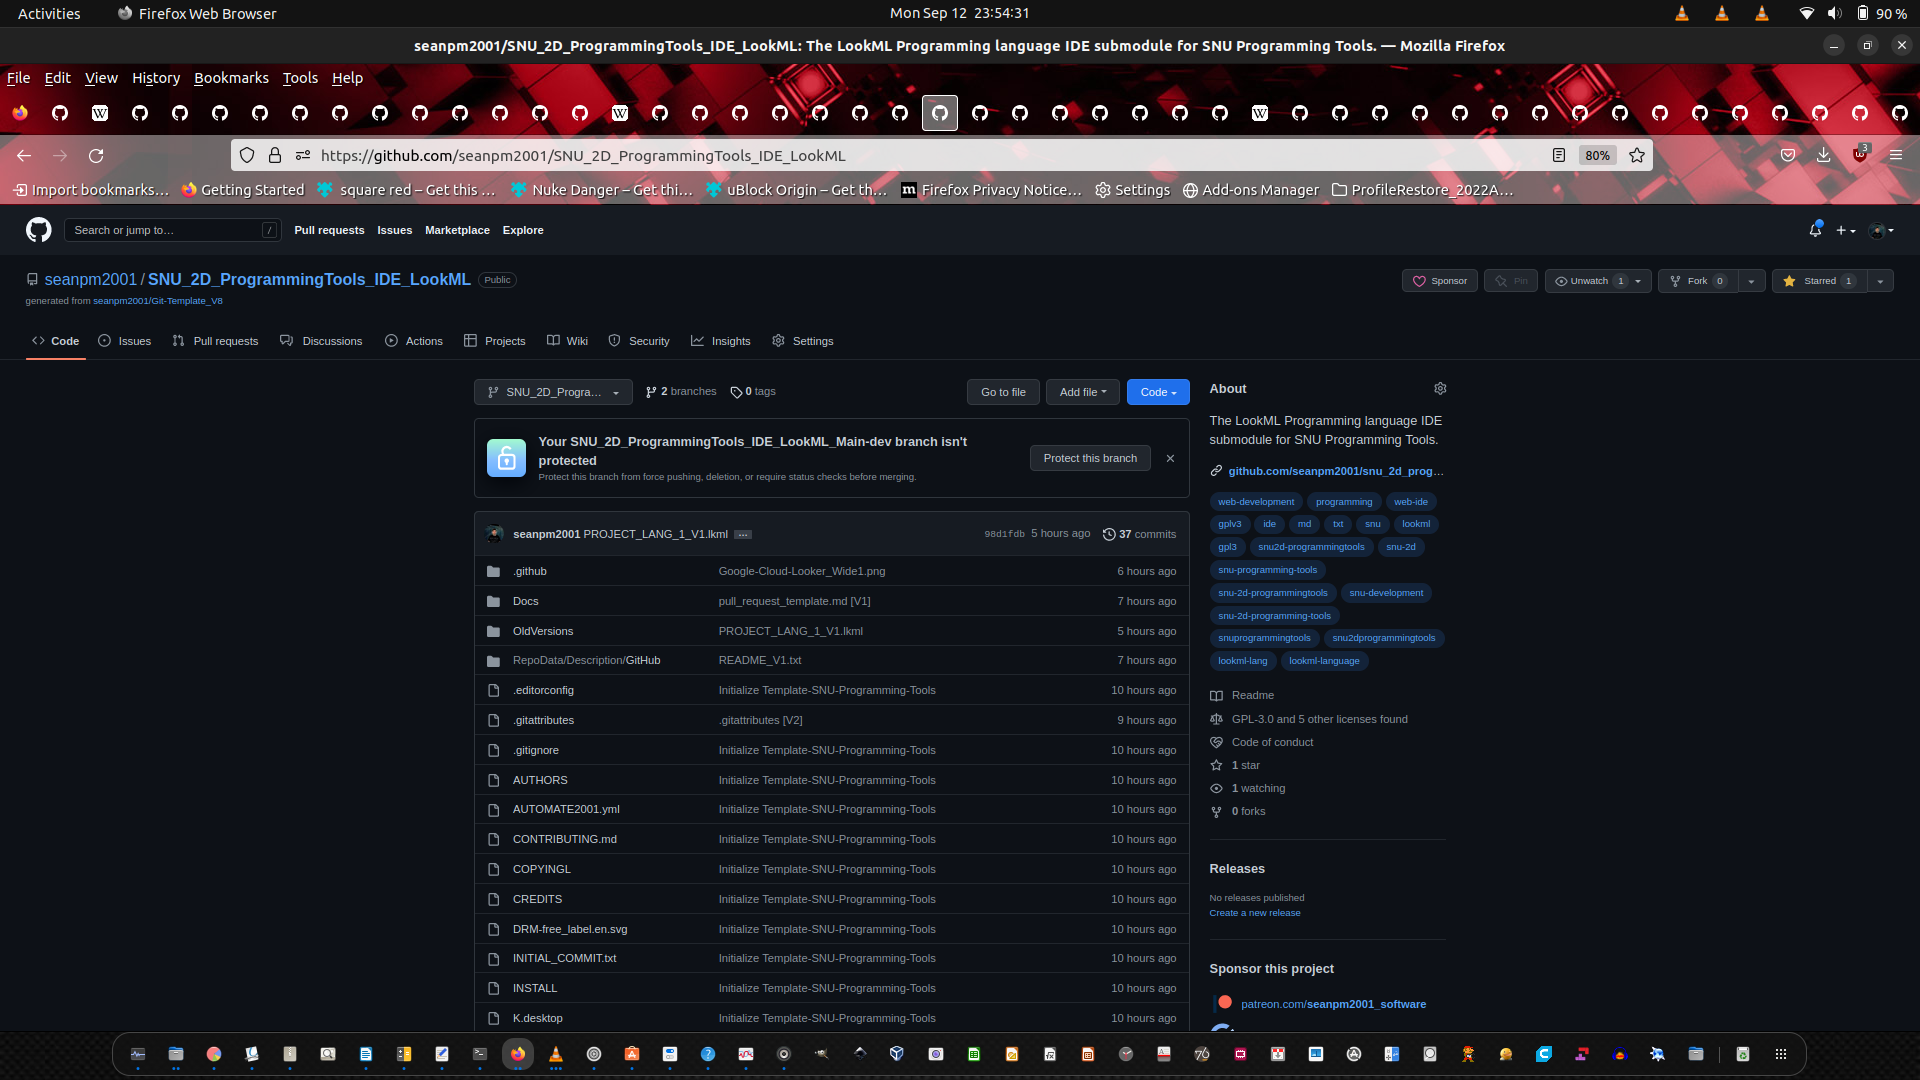 Activities
Firefox Web Browser
Mon Sep 12 23:54:31
90 %
seanpm2001/SNU_2D_ProgrammingTools_IDE_LookML: The LookML Programming language IDE submodule for SNU Programming Tools. — Mozilla Firefox
File Edit View History Bookmarks Tools Help
https://github.com/seanpm2001/SNU_2D_ProgrammingTools_IDE_LookML
80%
3
Import bookmarks…
Getting Started
square red – Get this …
Nuke Danger – Get thi…
uBlock Origin – Get th…
Firefox Privacy Notice…
Settings
Add-ons Manager
ProfileRestore_2022A…
Search or jump to…
/
Pull requests Issues Marketplace Explore
seanpm2001 / SNU_2D_ProgrammingTools_IDE_LookML Public
generated from seanpm2001/Git-Template_V8
Sponsor
Pin
Unwatch 1
Fork 0
Starred 1
Code
Issues
Pull requests
Discussions
Actions
Projects
Wiki
Security
Insights
Settings
SNU_2D_Progra…
2 branches
0 tags
Go to file
Add file
Code
Your SNU_2D_ProgrammingTools_IDE_LookML_Main-dev branch isn't
protected
Protect this branch from force pushing, deletion, or require status checks before merging.
Protect this branch
seanpm2001 PROJECT_LANG_1_V1.lkml … 98d1fdb 5 hours ago 37 commits
.github Google-Cloud-Looker_Wide1.png 6 hours ago
Docs pull_request_template.md [V1] 7 hours ago
OldVersions PROJECT_LANG_1_V1.lkml 5 hours ago
RepoData/Description/GitHub README_V1.txt 7 hours ago
.editorconfig Initialize Template-SNU-Programming-Tools 10 hours ago
.gitattributes .gitattributes [V2] 9 hours ago
.gitignore Initialize Template-SNU-Programming-Tools 10 hours ago
AUTHORS Initialize Template-SNU-Programming-Tools 10 hours ago
AUTOMATE2001.yml Initialize Template-SNU-Programming-Tools 10 hours ago
CONTRIBUTING.md Initialize Template-SNU-Programming-Tools 10 hours ago
COPYINGL Initialize Template-SNU-Programming-Tools 10 hours ago
CREDITS Initialize Template-SNU-Programming-Tools 10 hours ago
DRM-free_label.en.svg Initialize Template-SNU-Programming-Tools 10 hours ago
INITIAL_COMMIT.txt Initialize Template-SNU-Programming-Tools 10 hours ago
INSTALL Initialize Template-SNU-Programming-Tools 10 hours ago
K.desktop Initialize Template-SNU-Programming-Tools 10 hours ago
About
The LookML Programming language IDE
submodule for SNU Programming Tools.
github.com/seanpm2001/snu_2d_prog…
web-development programming web-ide
gplv3 ide md txt snu lookml
gpl3 snu2d-programmingtools snu-2d
snu-programming-tools
snu-2d-programmingtools snu-development
snu-2d-programming-tools
snuprogrammingtools snu2dprogrammingtools
lookml-lang lookml-language
Readme
GPL-3.0 and 5 other licenses found
Code of conduct
1 star
1 watching
0 forks
Releases
No releases published
Create a new release
Sponsor this project
patreon.com/seanpm2001_software